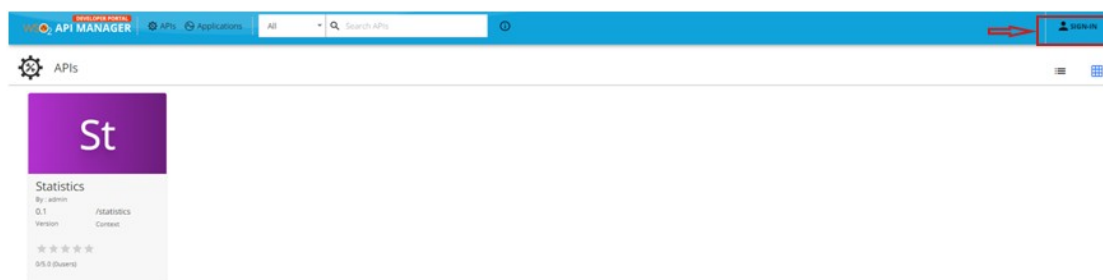 DEVELOPER PORTAL
WSO2 API MANAGER
APIs
Applications
All
Search APIs
SIGN-IN
APIs
St
Statistics
By : admin
0.1 /statistics
Version Context
0/5.0 (0users)